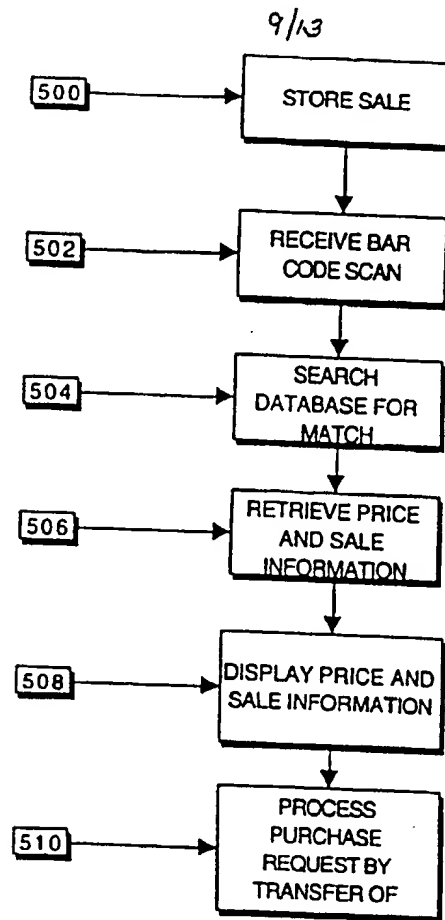 9/13
500
STORE SALE
502
RECEIVE BAR
CODE SCAN
504
SEARCH
DATABASE FOR
MATCH
506
RETRIEVE PRICE
AND SALE
INFORMATION
508
DISPLAY PRICE AND
SALE INFORMATION
510
PROCESS
PURCHASE
REQUEST BY
TRANSFER OF